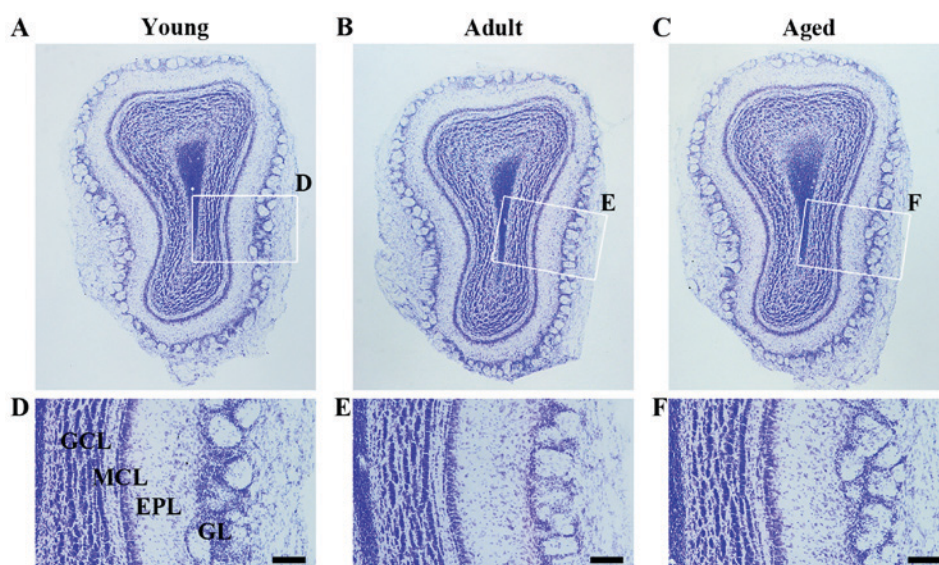 A Young B Adult C Aged
D E F
D E F
GCL
MCL
EPL
GL